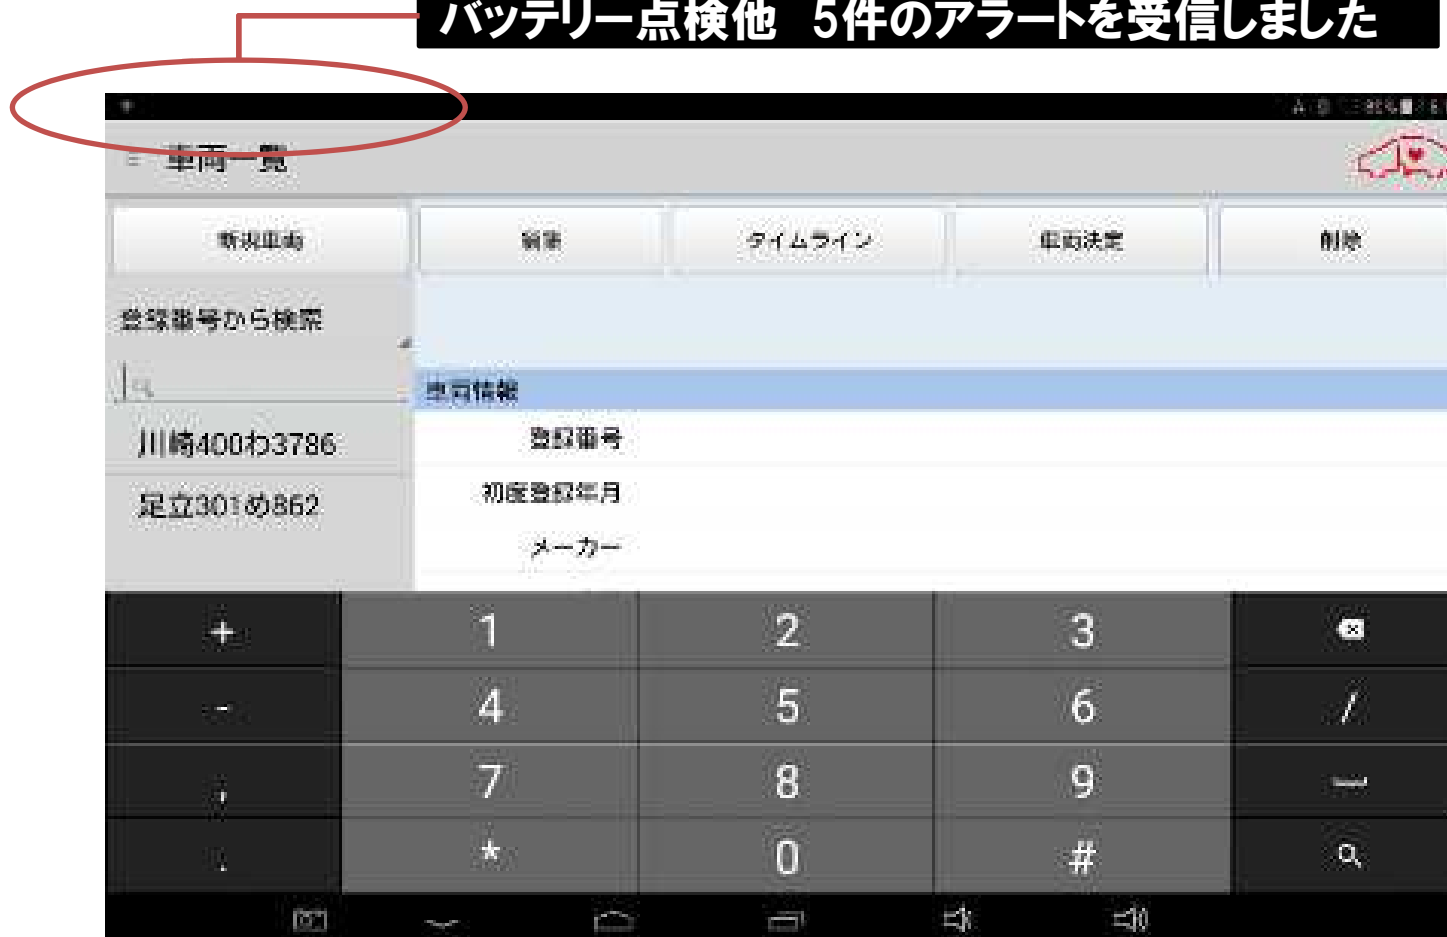 バッテリー点検他 5件のアラートを受信しました
車両一覧
新規車両 タイムライン 車両決定 削除
登録番号から検索
車両情報
川崎400わ3786
登録番号
足立301め862
初度登録年月
メーカー
+ 1 2 3
- 4 5 6 /
, 7 8 9
. * 0 #